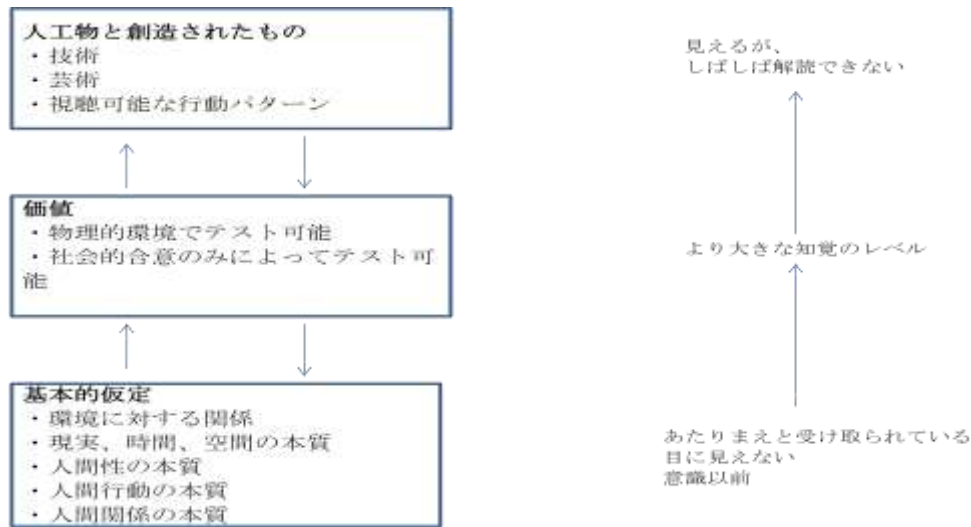 人工物と創造されたもの
・技術
・芸術
・視聴可能な行動パターン
見えるが、
しばしば解読できない
価値
・物理的環境でテスト可能
・社会的合意のみによってテスト可
能
より大きな知覚のレベル
基本的仮定
・環境に対する関係
・現実、時間、空間の本質
・人間性の本質
・人間行動の本質
・人間関係の本質
あたりまえと受け取られている
目に見えない
意識以前